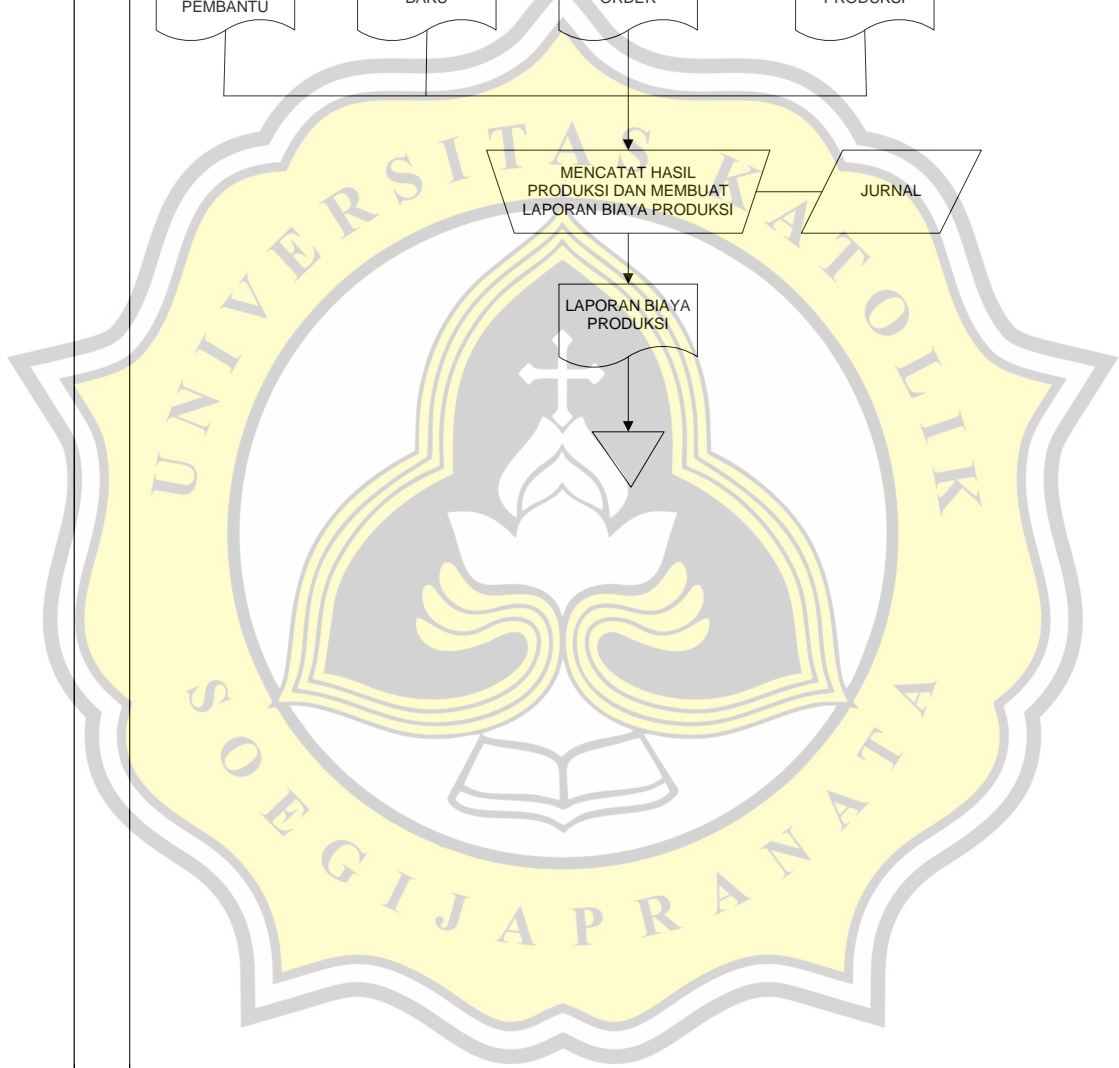 PEMBANTU
BAKU
ORDER
PRODUKSI
MENCATAT HASIL
PRODUKSI DAN MEMBUAT
LAPORAN BIAYA PRODUKSI
JURNAL
LAPORAN BIAYA
PRODUKSI
UNIVERSITAS KATOLIK
SOEGIJAPRANATA